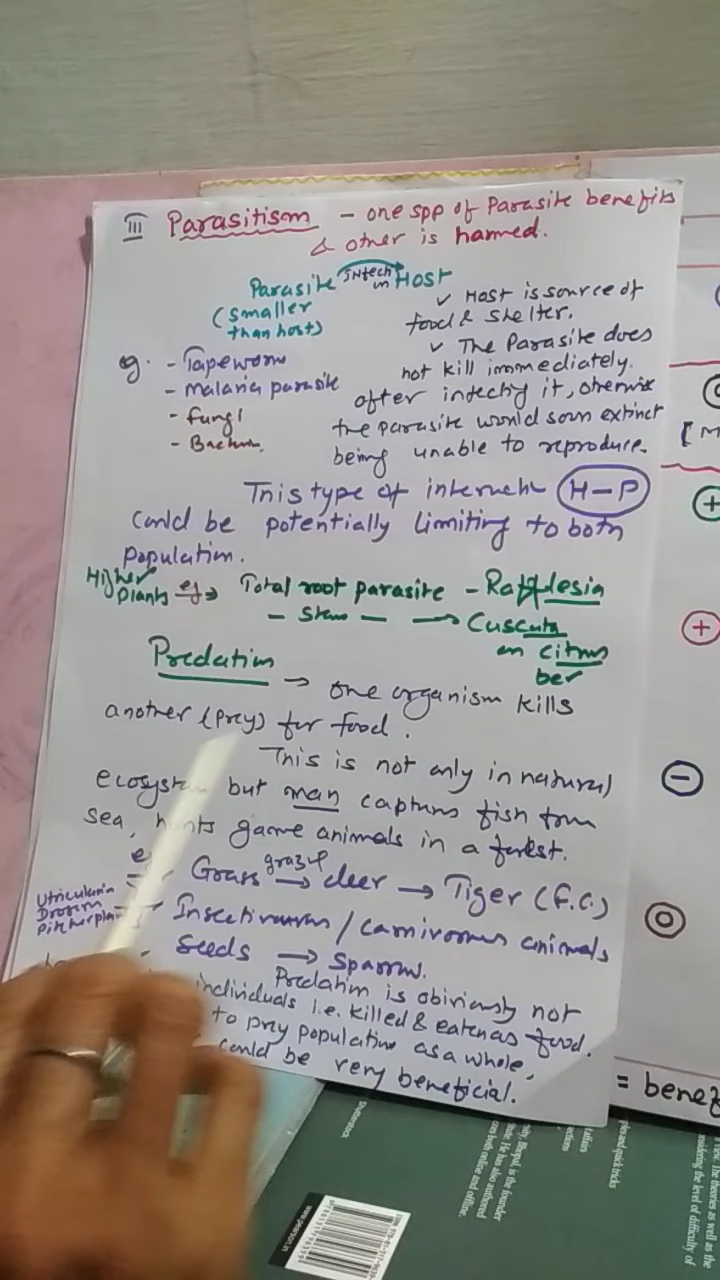 III Parasitism - one spp of Parasite benefits
& other is harmed.
Parasite Host
(smaller
than host)
✓ Host is source of
food & shelter.
✓ The Parasite does
not kill immediately.
after infecting it, otherwise
the parasite would soon extinct
being unable to reproduce.
eg. - Tapeworm
- malaria parasite
- Fungi
- Bacteria.
This type of H-P
could be potentially limiting to both
population.
Higher Plants eg → Total root parasite - Rafflesia
- Stem - → Cuscuta
on citrus
ber
Predation
→ one organism kills
another (prey) for food.
This is not only in natural
ecosystem but man captures fish from
sea, hunts game animals in a forest.
eg Grass → deer → Tiger (F.C.)
Utricularia
Drosera
Pitcher plant
- Insectivorous / Carnivorous animals
- Seeds → Sparrow.
Predation is obiviously not
individuals i.e. killed & eaten as food.
to prey population as a whole,
could be very beneficial.
+
+
−
= benef
Shutterstock
www.pearson.in